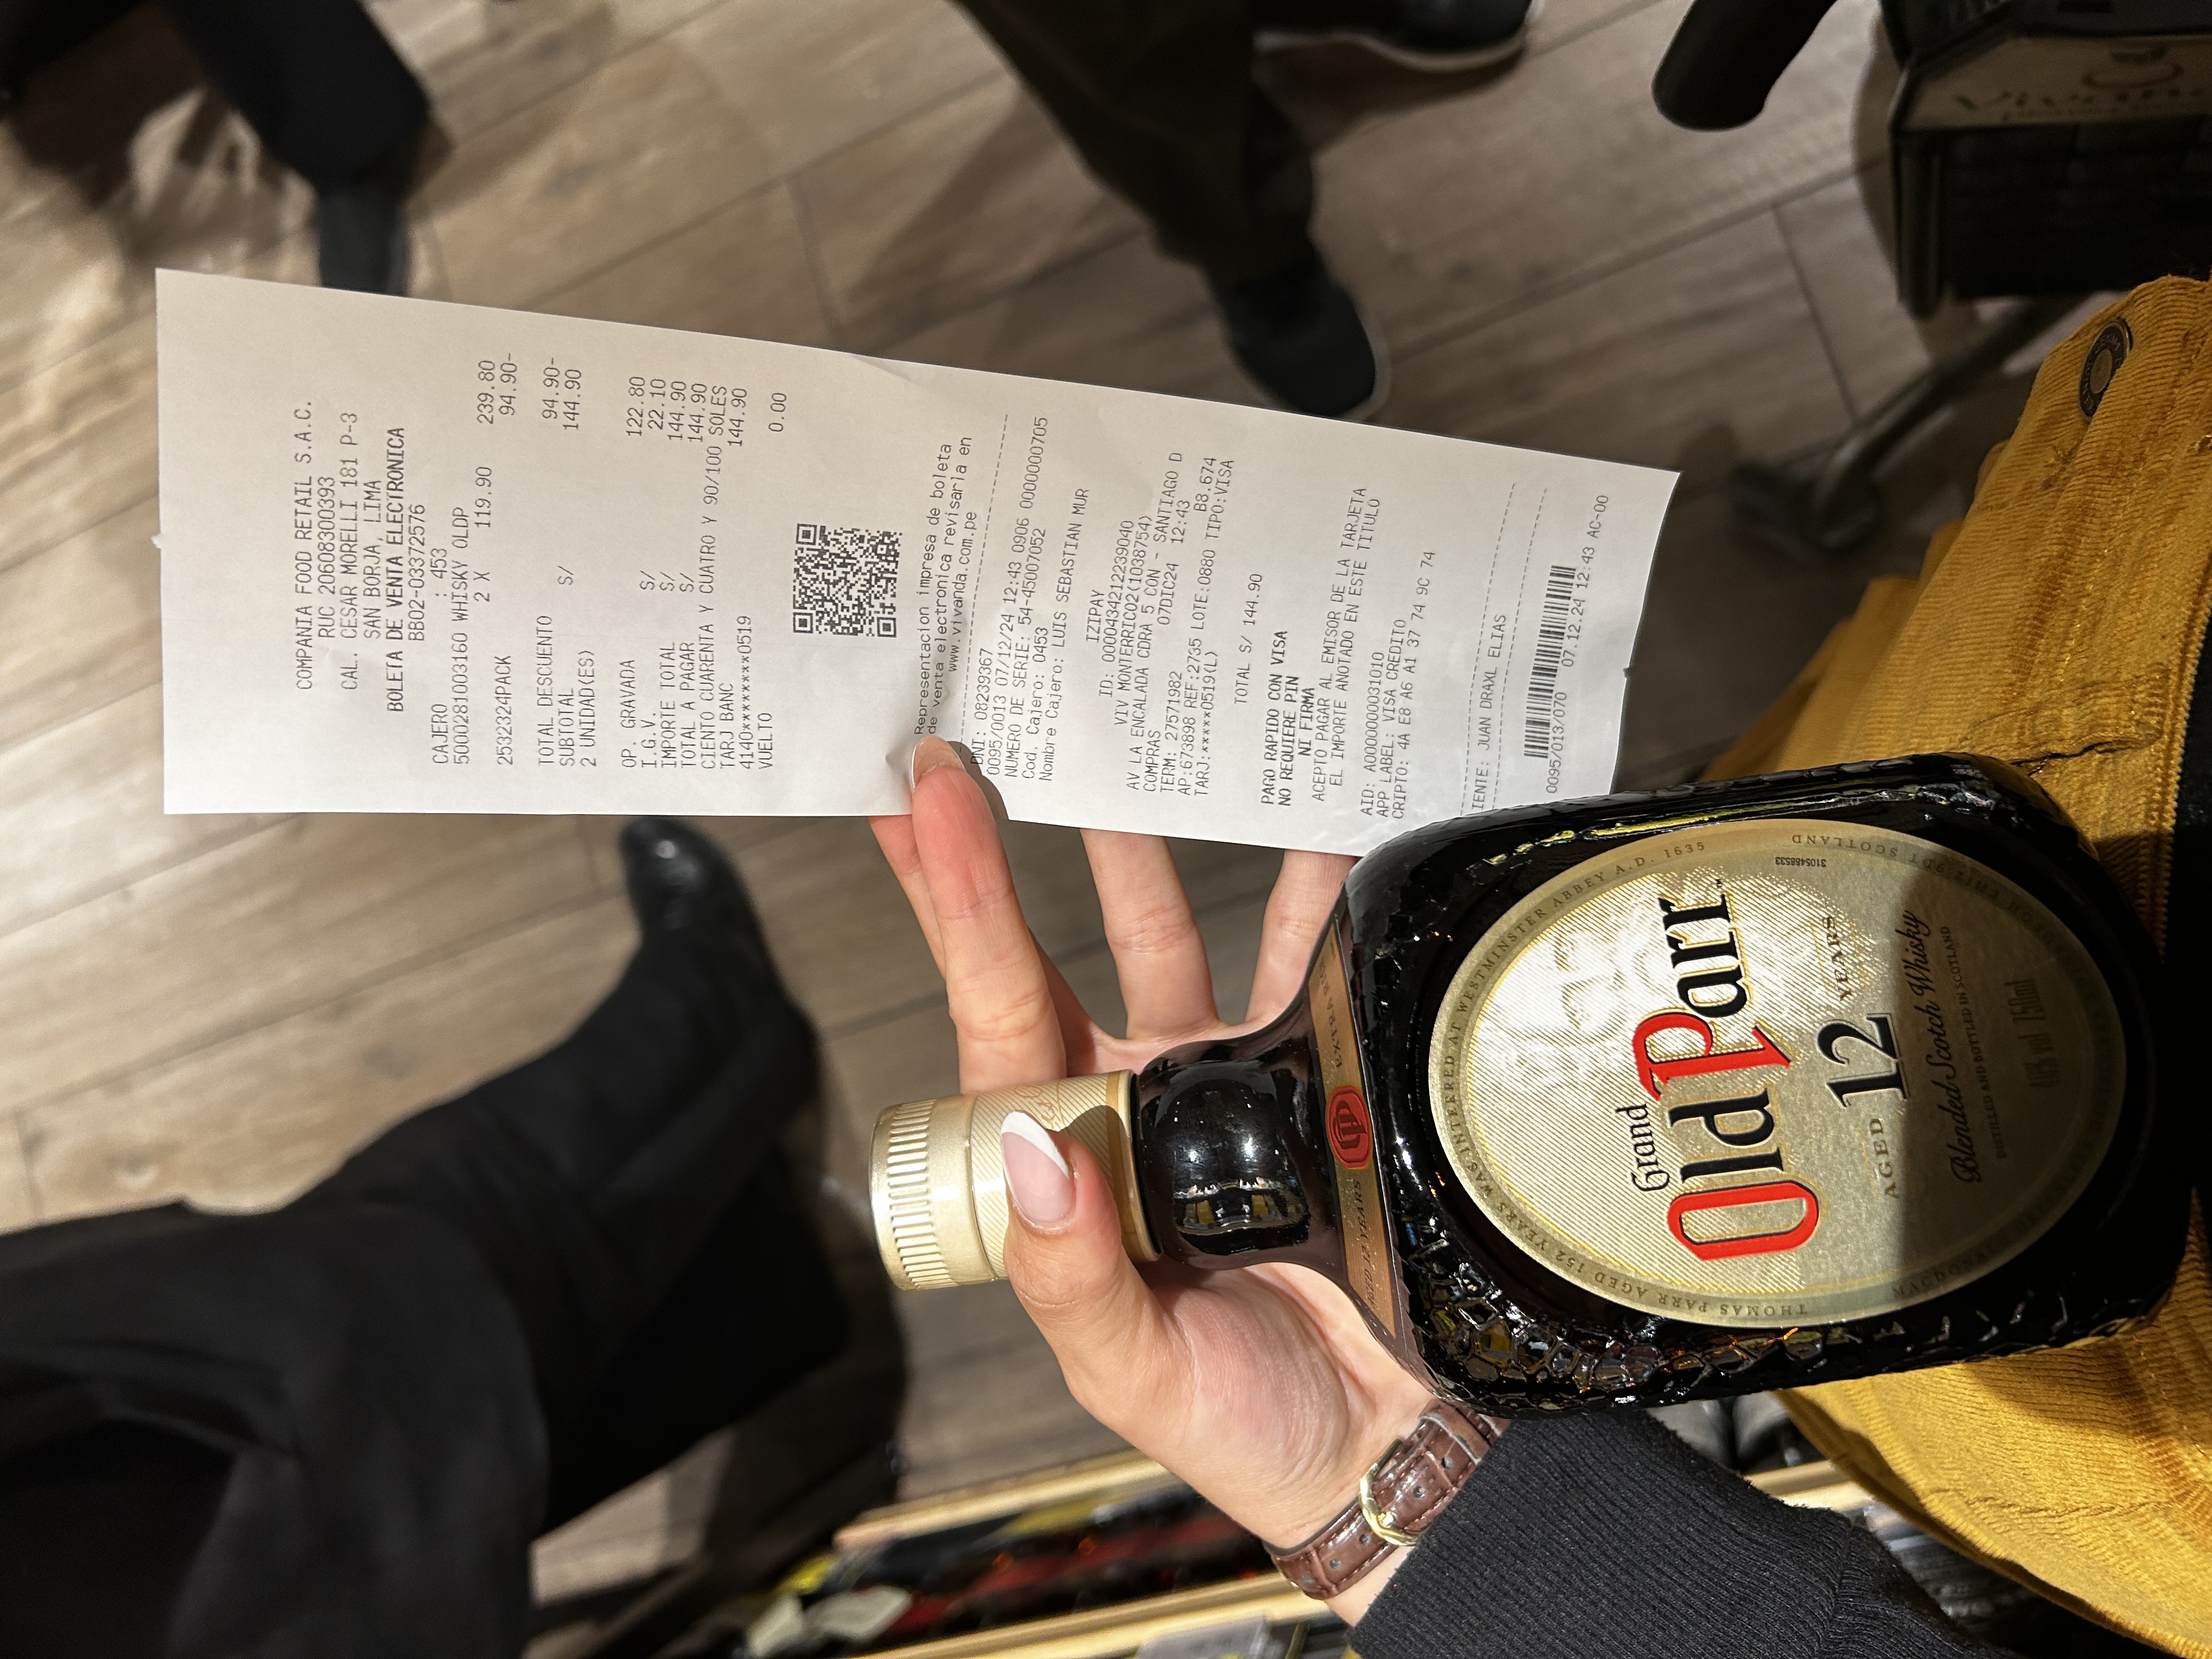 COMPANIA FOOD RETAIL S.A.C.
RUC 20608300393
CAL. CESAR MORELLI 181 P-3
SAN BORJA, LIMA
BOLETA DE VENTA ELECTRONICA
BB02-03372576
CAJERO : 453
5000281003160 WHISKY OLDP 239.80
2 X 119.90
2532324PACK 94.90-
TOTAL DESCUENTO 94.90-
SUBTOTAL S/ 144.90
2 UNIDAD(ES)
OP. GRAVADA S/ 122.80
I.G.V. S/ 22.10
IMPORTE TOTAL S/ 144.90
TOTAL A PAGAR 144.90
CIENTO CUARENTA Y CUATRO Y 90/100 SOLES
TARJ BANC 144.90
4140********0519
VUELTO 0.00
Representacion impresa de boleta
de venta electronica revisarla en
www.vivanda.com.pe
DNI: 08239367
0095/0013 07/12/24 12:43 0906 0000000705
NUMERO DE SERIE: 54-45007052
Cod. Cajero: 0453
Nombre Cajero: LUIS SEBASTIAN MUR
IZIPAY
ID: 0000434212239040
VIV MONTERRICO2(1038754)
AV LA ENCALADA CDRA 5 CON - SANTIAGO D
COMPRAS 07DIC24 12:43
TERM: 27571982 B8.674
AP:673898 REF:2735 LOTE:0880 TIPO:VISA
TARJ:*****0519(L)
TOTAL S/ 144.90
PAGO RAPIDO CON VISA
NO REQUIERE PIN
NI FIRMA
ACEPTO PAGAR AL EMISOR DE LA TARJETA
EL IMPORTE ANOTADO EN ESTE TITULO
AID: A0000000031010
APP LABEL: VISA CREDITO
CRIPTO: 4A E8 A6 A1 37 74 9C 74
IENTE: JUAN DRAXL ELIAS
0095/013/070 07.12.24 12:43 AC-00
AGED 12 YEARS
EXTRA
THOMAS PARR AGED 152 YEARS WAS INTERRED AT WESTMINSTER ABBEY A.D. 1635
Grand
Old Parr
AGED 12 YEARS
Blended Scotch Whisky
DISTILLED AND BOTTLED IN SCOTLAND
40% vol 750ml
3105488533
SCOTLAND